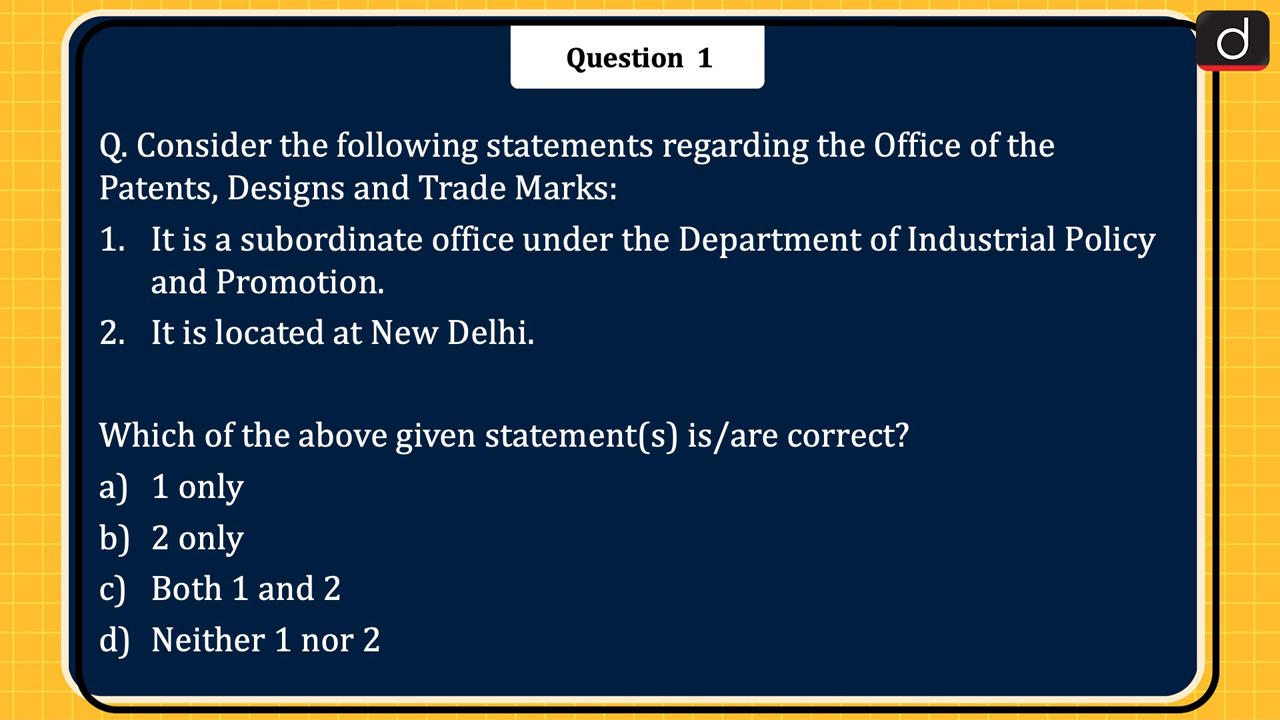 Question 1
d
Q. Consider the following statements regarding the Office of the
Patents, Designs and Trade Marks:
1. It is a subordinate office under the Department of Industrial Policy
and Promotion.
2. It is located at New Delhi.
Which of the above given statement(s) is/are correct?
a) 1 only
b) 2 only
c) Both 1 and 2
d) Neither 1 nor 2